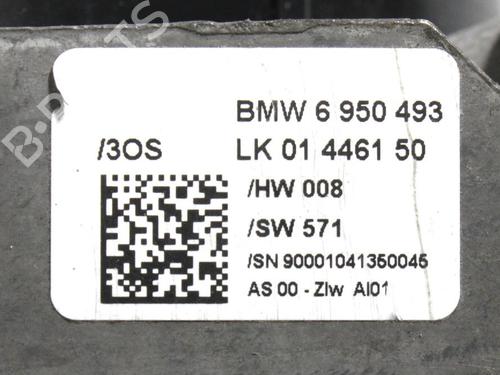 BMW 6 950 493
/3OS LK 01 4461 50
/HW 008
/SW 571
/SN 90001041350045
AS 00 - Zlw AI01
B-PARTS